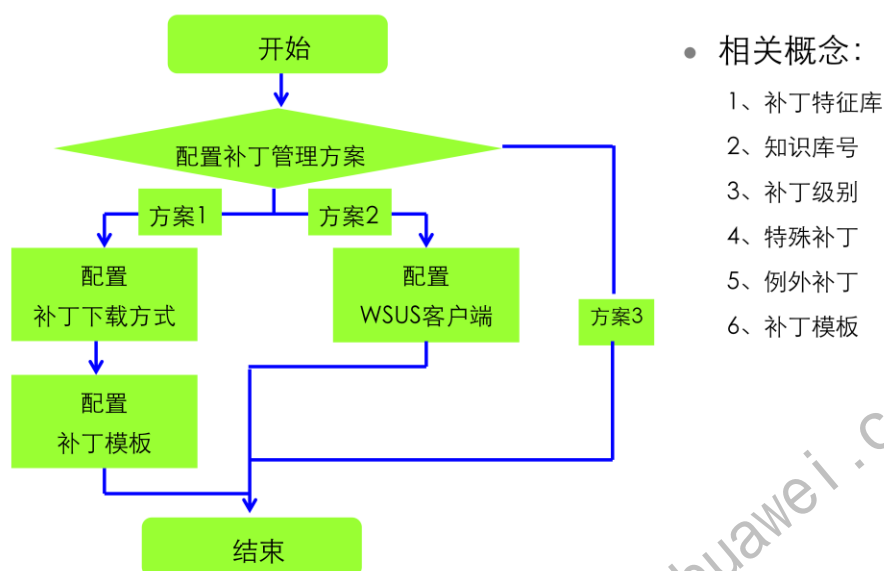 开始
配置补丁管理方案
方案1
方案2
配置
补丁下载方式
配置
WSUS客户端
方案3
配置
补丁模板
结束
• 相关概念：
1、补丁特征库
2、知识库号
3、补丁级别
4、特殊补丁
5、例外补丁
6、补丁模板
huawei.c